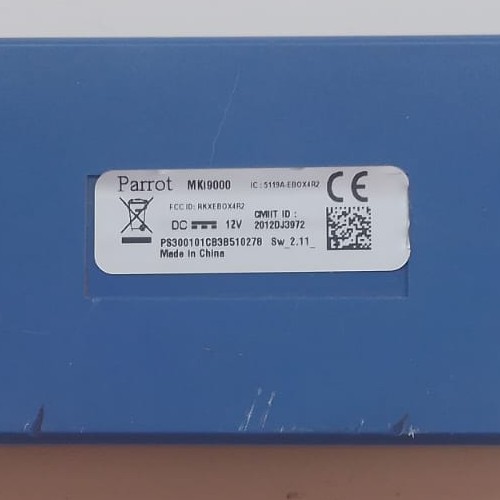 Parrot MKi9000 IC : 5119A-EBOX4R2
FCC ID: RKXEBOX4R2
DC 12V CMIIT ID : 2012DJ3972
PS300101CB3B510278 Sw_2.11_
Made in China
CE